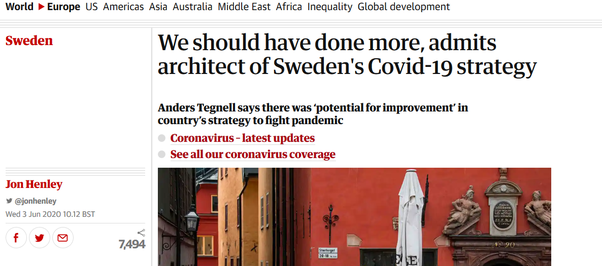 World ▶ Europe US Americas Asia Australia Middle East Africa Inequality Global development
Sweden
We should have done more, admits
architect of Sweden's Covid-19 strategy
Anders Tegnell says there was ‘potential for improvement’ in
country’s strategy to fight pandemic
Coronavirus – latest updates
See all our coronavirus coverage
Jon Henley
@jonhenley
Wed 3 Jun 2020 10.12 BST
7,494